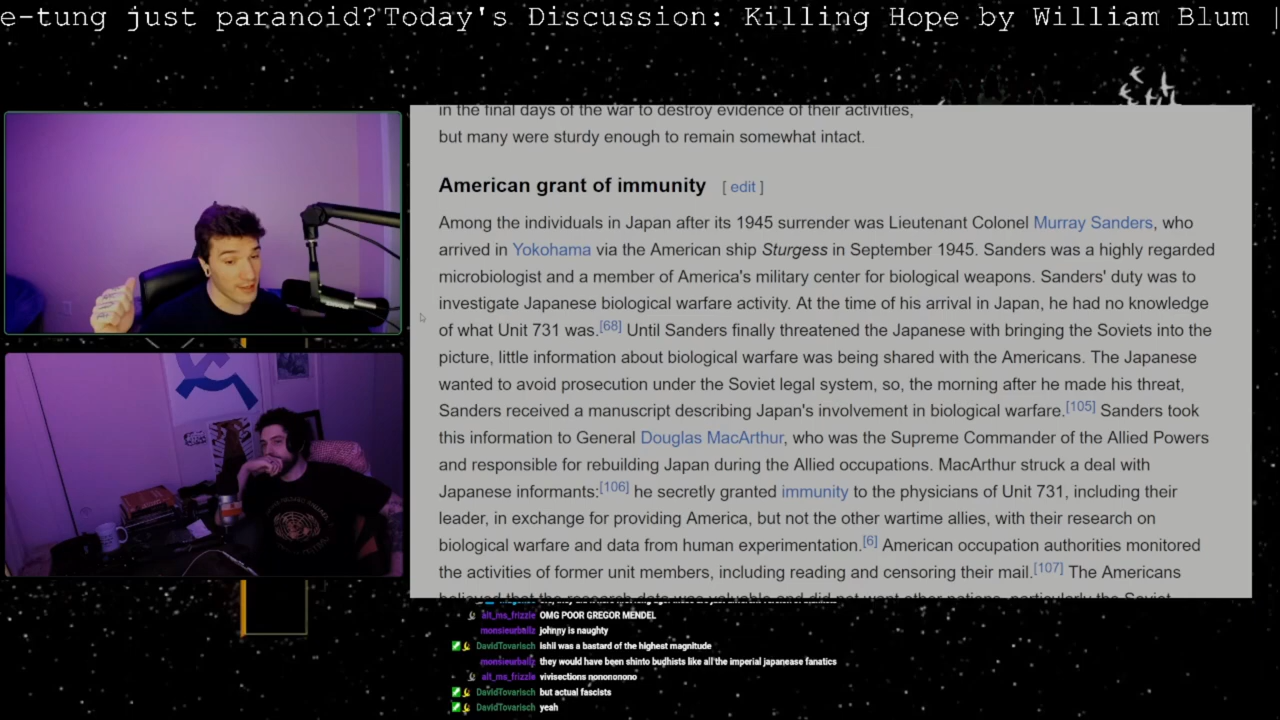 e-tung just paranoid?Today's Discussion: Killing Hope by William Blum |
in the final days of the war to destroy evidence of their activities,
but many were sturdy enough to remain somewhat intact.
American grant of immunity [ edit ]
Among the individuals in Japan after its 1945 surrender was Lieutenant Colonel Murray Sanders, who
arrived in Yokohama via the American ship Sturgess in September 1945. Sanders was a highly regarded
microbiologist and a member of America's military center for biological weapons. Sanders' duty was to
investigate Japanese biological warfare activity. At the time of his arrival in Japan, he had no knowledge
of what Unit 731 was.[68] Until Sanders finally threatened the Japanese with bringing the Soviets into the
picture, little information about biological warfare was being shared with the Americans. The Japanese
wanted to avoid prosecution under the Soviet legal system, so, the morning after he made his threat,
Sanders received a manuscript describing Japan's involvement in biological warfare.[105] Sanders took
this information to General Douglas MacArthur, who was the Supreme Commander of the Allied Powers
and responsible for rebuilding Japan during the Allied occupations. MacArthur struck a deal with
Japanese informants:[106] he secretly granted immunity to the physicians of Unit 731, including their
leader, in exchange for providing America, but not the other wartime allies, with their research on
biological warfare and data from human experimentation.[6] American occupation authorities monitored
the activities of former unit members, including reading and censoring their mail.[107] The Americans
alt_ms_frizzle OMG POOR GREGOR MENDEL
monsieurballz johnny is naughty
DavidTovarisch Ishii was a bastard of the highest magnitude
monsieurballz they would have been shinto budhists like all the imperial japanease fanatics
alt_ms_frizzle vivisections nonononono
DavidTovarisch but actual fascists
DavidTovarisch yeah